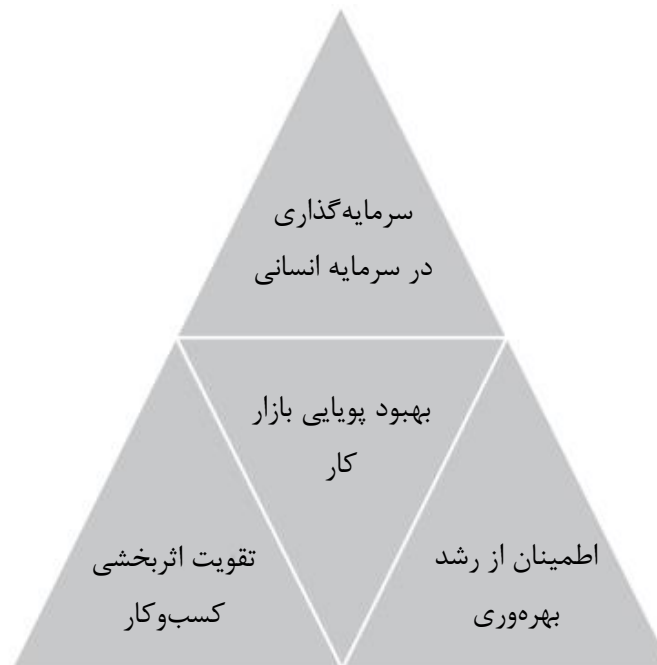 سرمایه‌گذاری
در سرمایه انسانی
بهبود پویایی بازار
کار
اطمینان از رشد
بهره‌وری
تقویت اثربخشی
کسب‌وکار